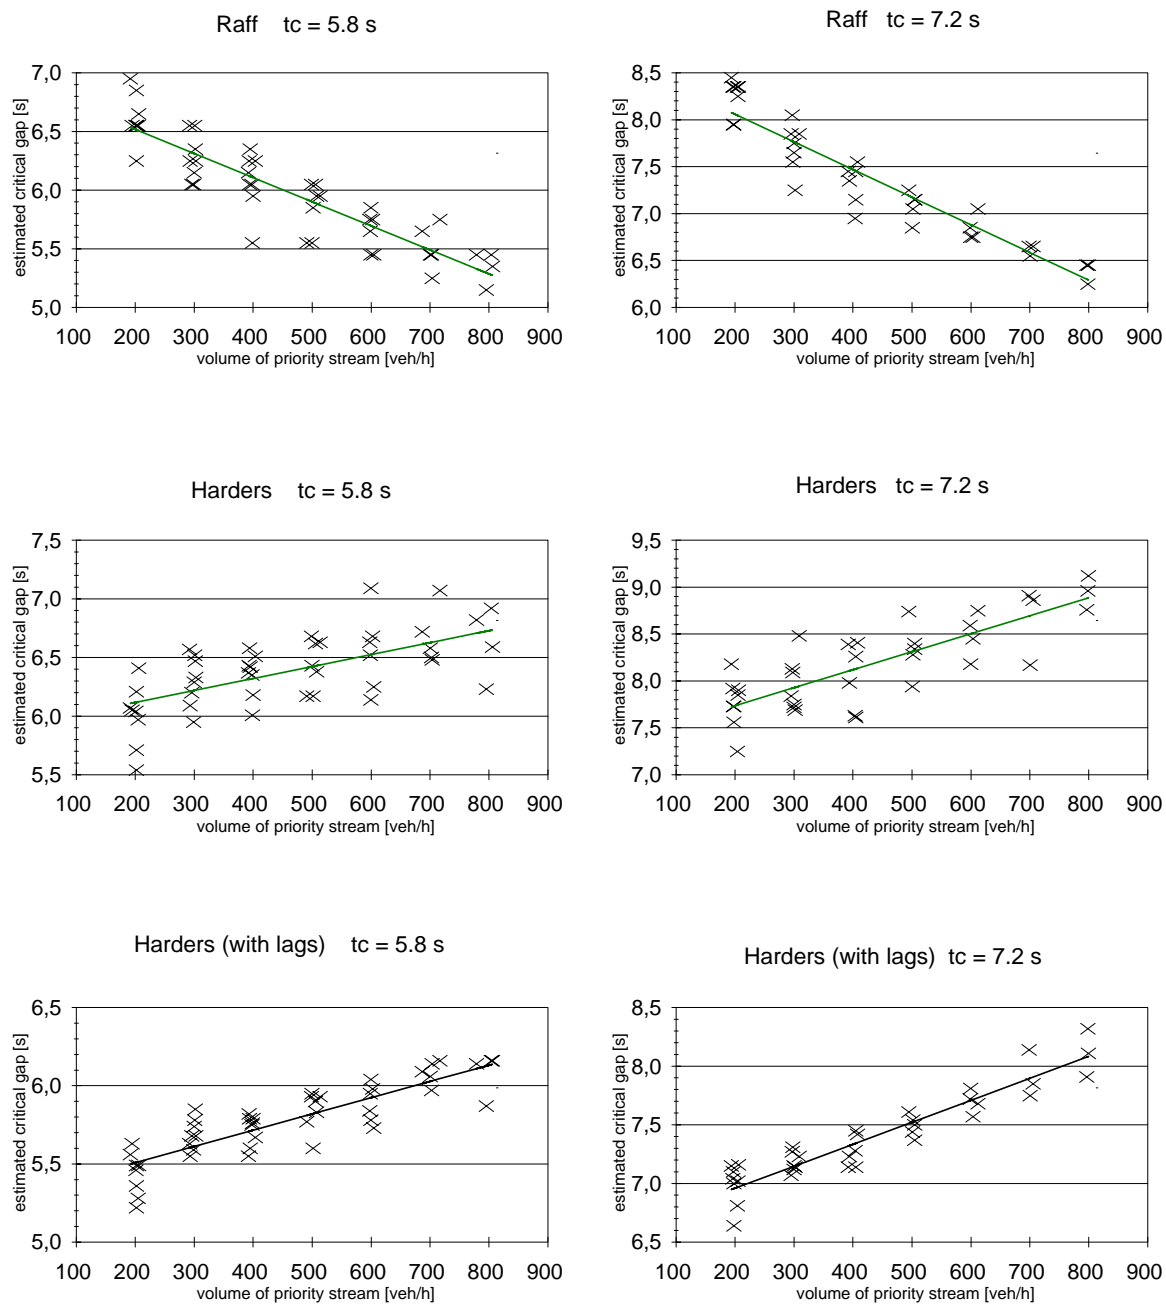 Raff tc = 5.8 s
estimated critical gap [s]
7,0
6,5
6,0
5,5
5,0
100 200 300 400 500 600 700 800 900
volume of priority stream [veh/h]
Raff tc = 7.2 s
estimated critical gap [s]
8,5
8,0
7,5
7,0
6,5
6,0
100 200 300 400 500 600 700 800 900
volume of priority stream [veh/h]
Harders tc = 5.8 s
estimated critical gap [s]
7,5
7,0
6,5
6,0
5,5
100 200 300 400 500 600 700 800 900
volume of priority stream [veh/h]
Harders tc = 7.2 s
estimated critical gap [s]
9,5
9,0
8,5
8,0
7,5
7,0
100 200 300 400 500 600 700 800 900
volume of priority stream [veh/h]
Harders (with lags) tc = 5.8 s
estimated critical gap [s]
6,5
6,0
5,5
5,0
100 200 300 400 500 600 700 800 900
volume of priority stream [veh/h]
Harders (with lags) tc = 7.2 s
estimated critical gap [s]
8,5
8,0
7,5
7,0
6,5
100 200 300 400 500 600 700 800 900
volume of priority stream [veh/h]